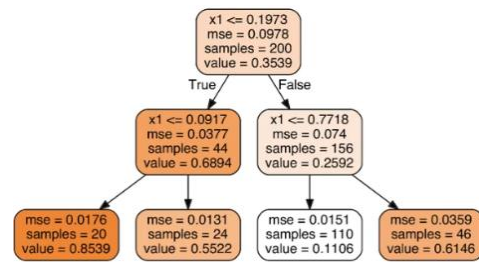 x1 <= 0.1973
mse = 0.0978
samples = 200
value = 0.3539
True
False
x1 <= 0.0917
mse = 0.0377
samples = 44
value = 0.6894
x1 <= 0.7718
mse = 0.074
samples = 156
value = 0.2592
mse = 0.0176
samples = 20
value = 0.8539
mse = 0.0131
samples = 24
value = 0.5522
mse = 0.0151
samples = 110
value = 0.1106
mse = 0.0359
samples = 46
value = 0.6146